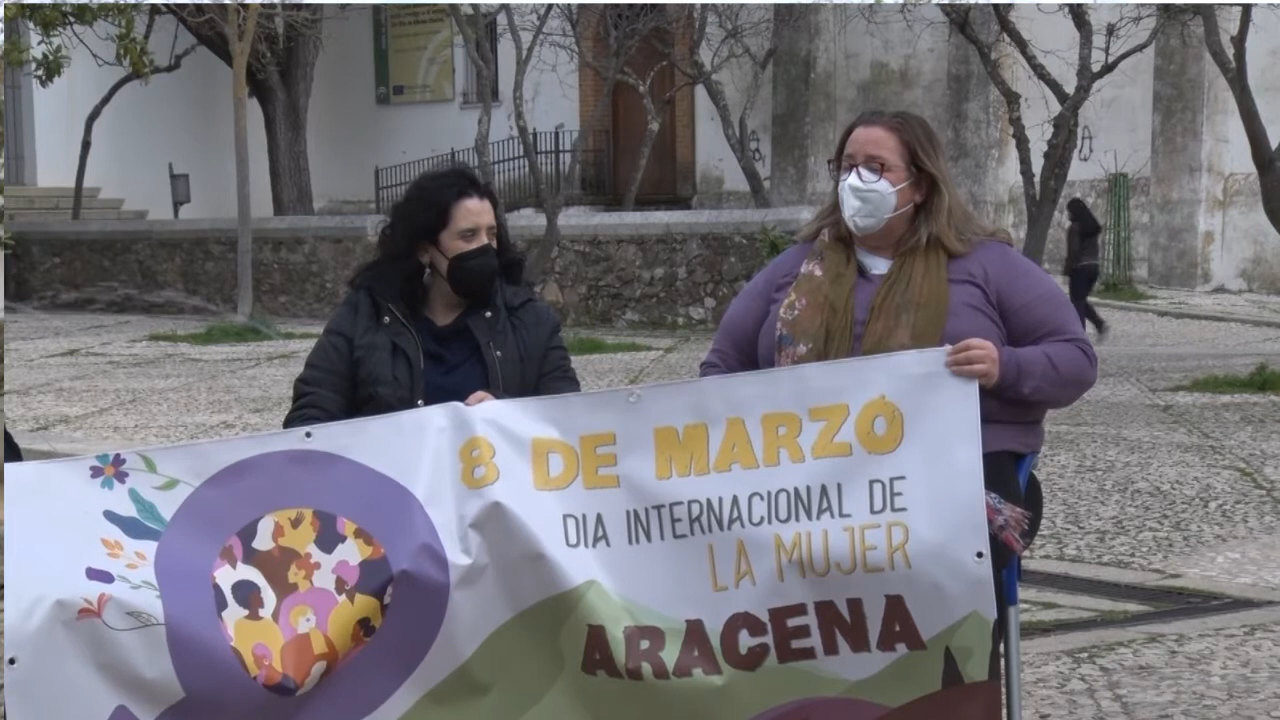 8 DE MARZO
DIA INTERNACIONAL DE
LA MUJER
ARACENA